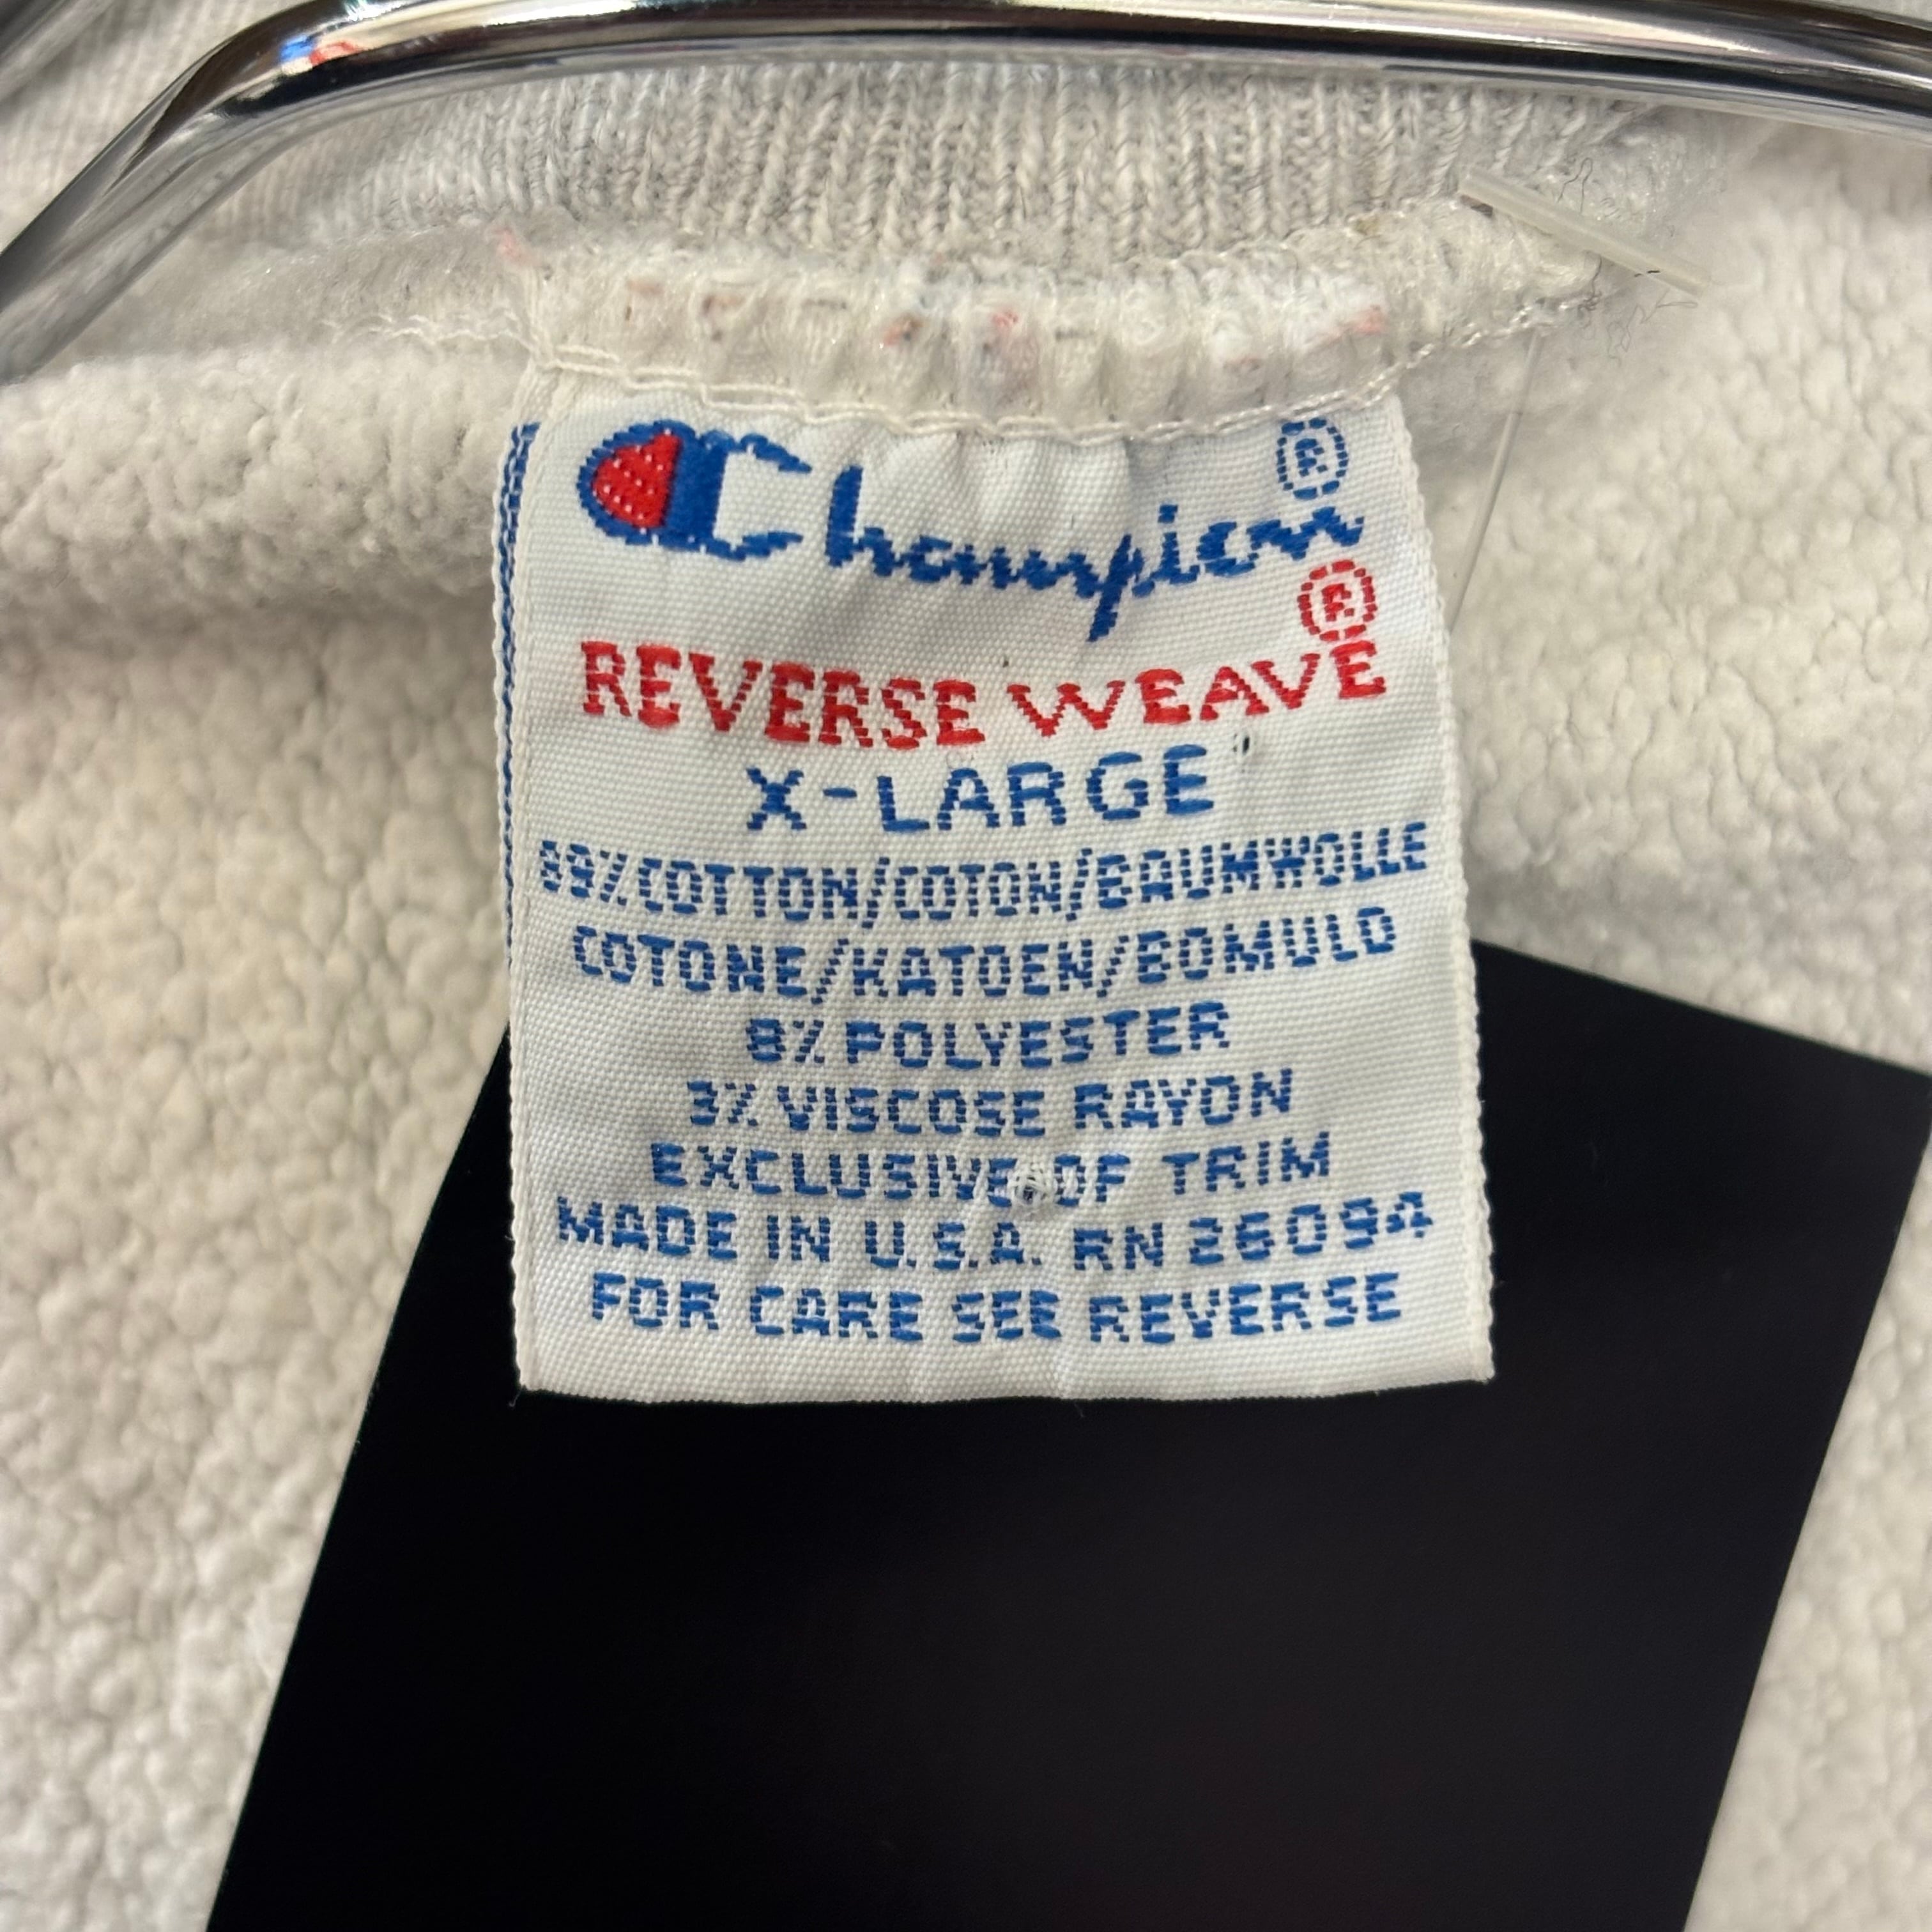 Champion®
REVERSE WEAVE®
X-LARGE
89%COTTON/COTON/BAUMWOLLE
COTONE/KATOEN/BOMULD
8% POLYESTER
3% VISCOSE RAYON
EXCLUSIVE OF TRIM
MADE IN U.S.A. RN 26094
FOR CARE SEE REVERSE